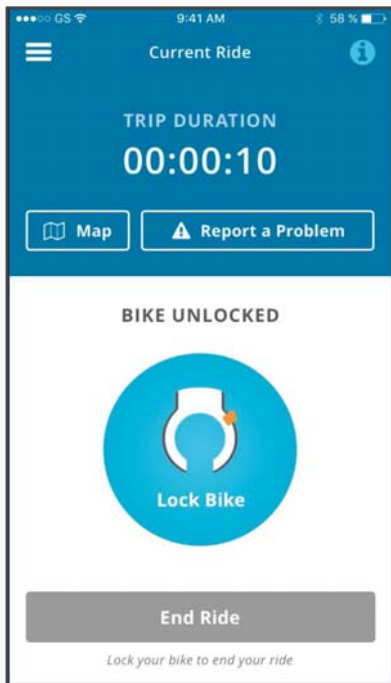 GS 9:41 AM 58 %
Current Ride
TRIP DURATION
00:00:10
Map Report a Problem
BIKE UNLOCKED
Lock Bike
End Ride
Lock your bike to end your ride